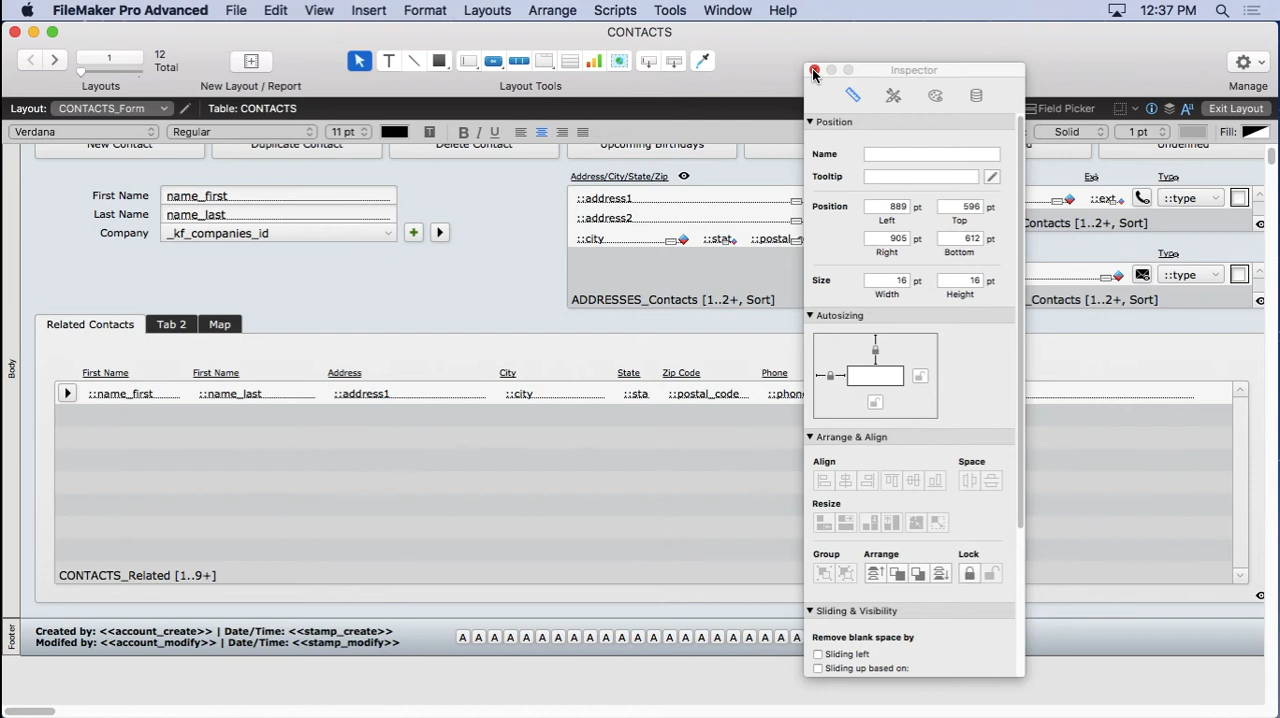 FileMaker Pro Advanced File Edit View Insert Format Layouts Arrange Scripts Tools Window Help 12:37 PM
CONTACTS
1
12
Total
Layouts
New Layout / Report
Layout Tools
Manage
Layout: CONTACTS_Form
Table: CONTACTS
Field Picker
Exit Layout
Verdana
Regular
11 pt
B I U
Solid
1 pt
Fill:
New Contact
Duplicate Contact
Delete Contact
Upcoming Birthdays
Undefined
First Name
name_first
Last Name
name_last
Company
_kf_companies_id
Address/City/State/Zip
::address1
::address2
::city
ADDRESSES_Contacts [1..2+, Sort]
Type
::ext
::type
Contacts [1..2+, Sort]
Type
::type
_Contacts [1..2+, Sort]
Inspector
Position
Name
Tooltip
Position
889 pt
596 pt
Left
Top
905 pt
612 pt
Right
Bottom
Size
16 pt
16 pt
Width
Height
Autosizing
Arrange & Align
Align
Space
Resize
Group
Arrange
Lock
Sliding & Visibility
Remove blank space by
Sliding left
Sliding up based on:
Related Contacts
Tab 2
Map
First Name
First Name
Address
City
State
Zip Code
Phone
::name_first
::name_last
::address1
::city
::sta
::postal_code
::phon
CONTACTS_Related [1..9+]
Body
Footer
Created by: <<account_create>> | Date/Time: <<stamp_create>>
Modifed by: <<account_modify>> | Date/Time: <<stamp_modify>>
A A A A A A A A A A A A A A A A A A A A A A A